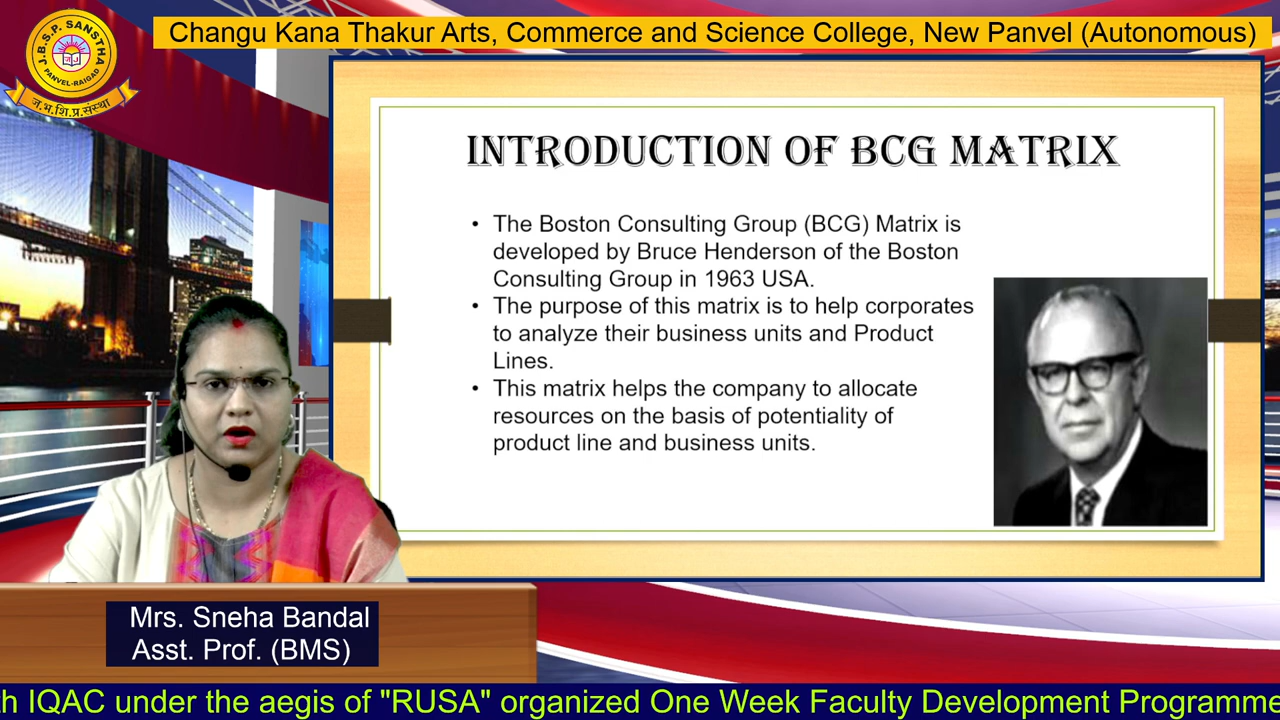 Changu Kana Thakur Arts, Commerce and Science College, New Panvel (Autonomous)
J.B.S.P. SANSTHA
PANVEL-RAIGAD
ज.भ.शि.प्र.संस्था
INTRODUCTION OF BCG MATRIX
• The Boston Consulting Group (BCG) Matrix is
developed by Bruce Henderson of the Boston
Consulting Group in 1963 USA.
• The purpose of this matrix is to help corporates
to analyze their business units and Product
Lines.
• This matrix helps the company to allocate
resources on the basis of potentiality of
product line and business units.
Mrs. Sneha Bandal
Asst. Prof. (BMS)
th IQAC under the aegis of "RUSA" organized One Week Faculty Development Programme